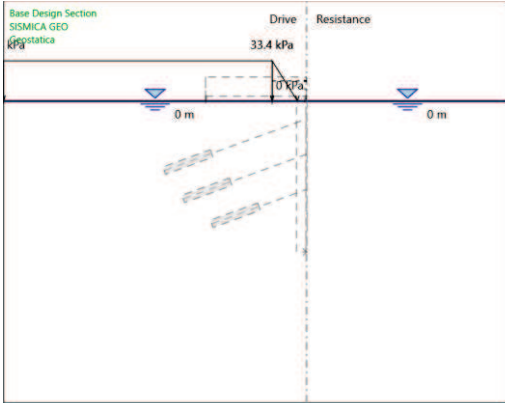 Base Design Section
SISMICA GEO
Geostatica
Drive
Resistance
kPa
33.4 kPa
0 kPa
0 m
0 m